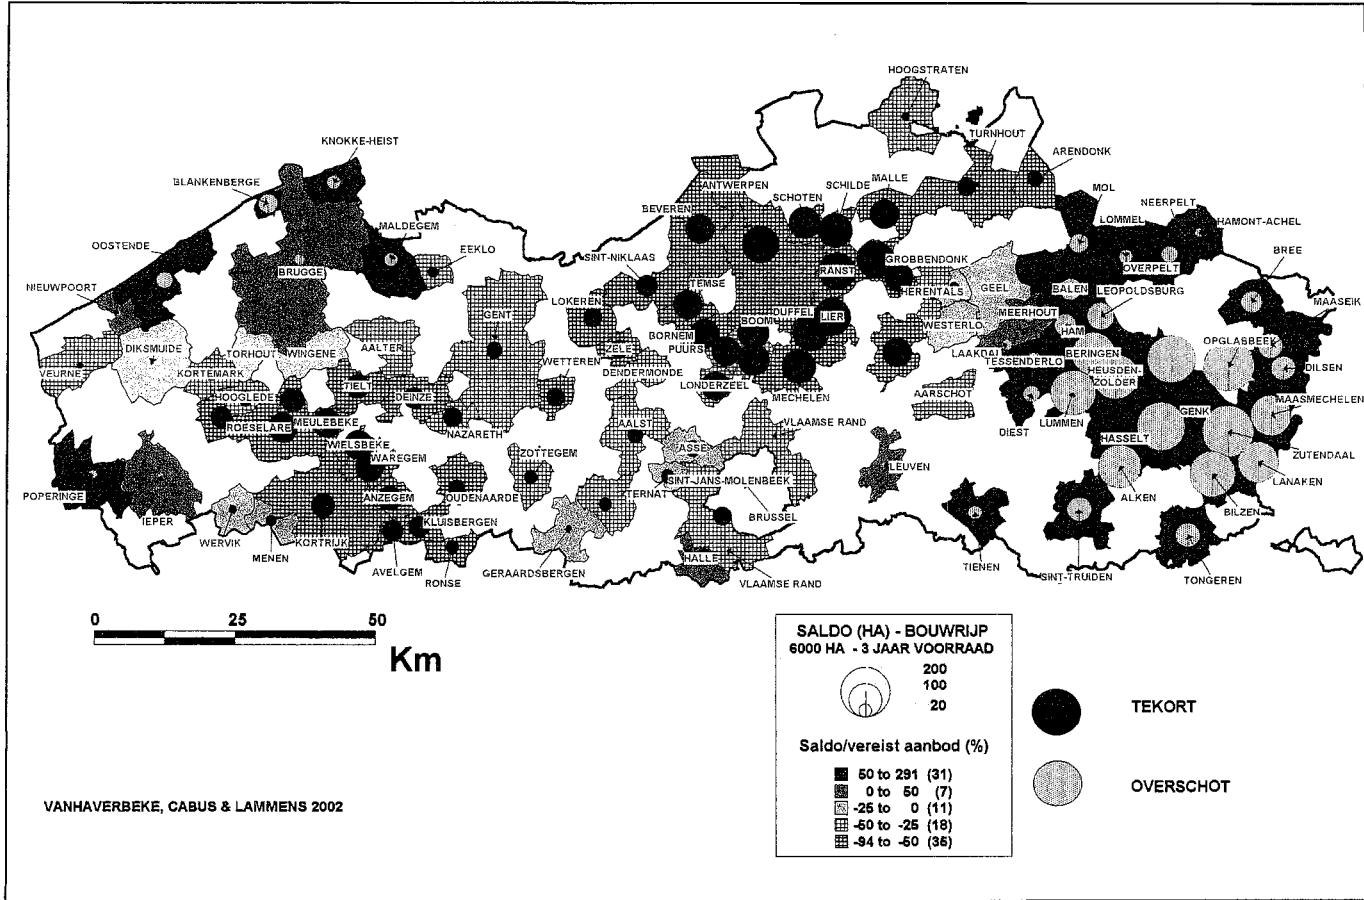 HOOGSTRATEN
TURNHOUT
KNOKKE-HEIST
ARENDONK
BLANKENBERGE
ANTWERPEN
SCHILDE
MALLE
MOL
NEERPELT
SCHOTEN
BEVEREN
LOMMEL
HAMONT-ACHEL
MALDEGEM
OOSTENDE
EEKLO
BREE
SINT-NIKLAAS
GROBBENDONK
BRUGGE
RANST
OVERPELT
NIEUWPOORT
TEMSE
HERENTALS
GEEL
BALEN
LEOPOLDSBURG
LOKEREN
MAASEIK
GENT
DUFFEL
LIER
MEERHOUT
BOOM
WESTERLO
HAM
BORNEM
PUURS
OPGLABBEEK
DIKSMUIDE
TORHOUT
WINGENE
AALTER
ZELE
LAAKDAL
BERINGEN
TESSENDERLO
WETTEREN
DENDERMONDE
HEUSDEN-
ZOLDER
DILSEN
VEURNE
KORTEMARK
TIELT
LONDERZEEL
AARSCHOT
DEINZE
MECHELEN
HOOGLEDE
MAASMECHELEN
GENK
LUMMEN
MEULEBEKE
AALST
VLAAMSE RAND
ROESELARE
DIEST
NAZARETH
HASSELT
WIELSBEKE
ASSE
ZOTTEGEM
ZUTENDAAL
WAREGEM
LEUVEN
SINT-JANS-MOLENBEEK
LANAKEN
POPERINGE
ANZEGEM
OUDENAARDE
TERNAT
ALKEN
BILZEN
IEPER
KLUISBERGEN
BRUSSEL
WERVIK
KORTRIJK
MENEN
HALLE
AVELGEM
GERAARDSBERGEN
TIENEN
SINT-TRUIDEN
RONSE
VLAAMSE RAND
TONGEREN
0 25 50
Km
SALDO (HA) - BOUWRIJP
6000 HA - 3 JAAR VOORRAAD
200
100
20
Saldo/vereist aanbod (%)
50 to 291 (31)
0 to 50 (7)
-25 to 0 (11)
-50 to -25 (18)
-94 to -50 (35)
TEKORT
OVERSCHOT
VANHAVERBEKE, CABUS & LAMMENS 2002